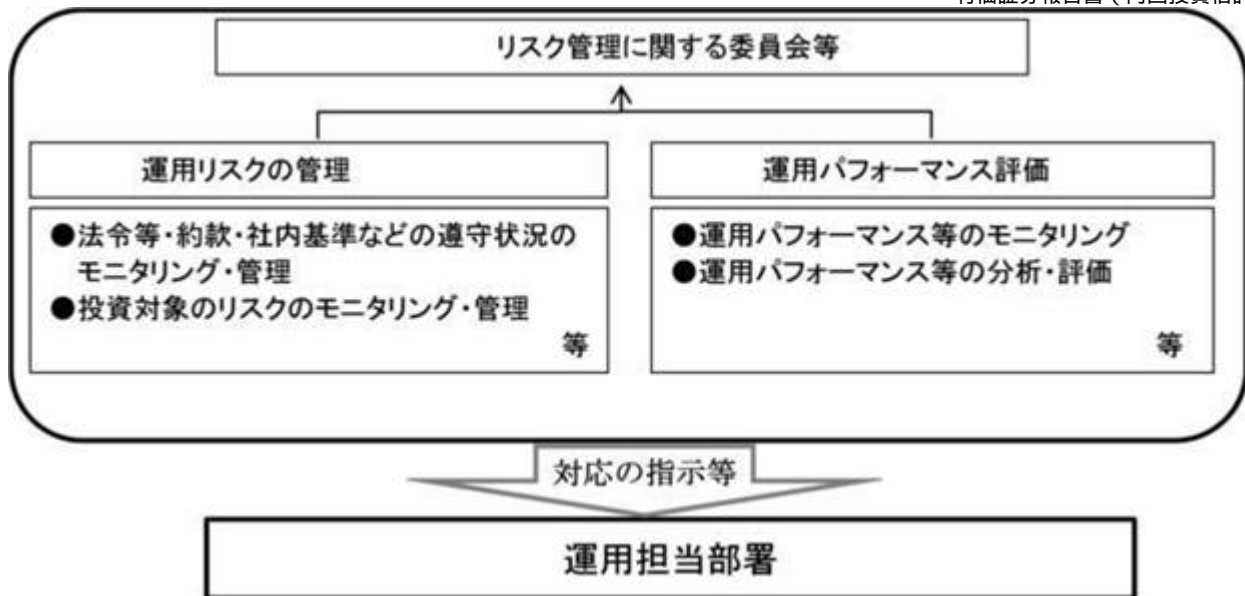 リスク管理に関する委員会等
運用リスクの管理
●法令等・約款・社内基準などの遵守状況の
モニタリング・管理
●投資対象のリスクのモニタリング・管理
等
運用パフォーマンス評価
●運用パフォーマンス等のモニタリング
●運用パフォーマンス等の分析・評価
等
対応の指示等
運用担当部署